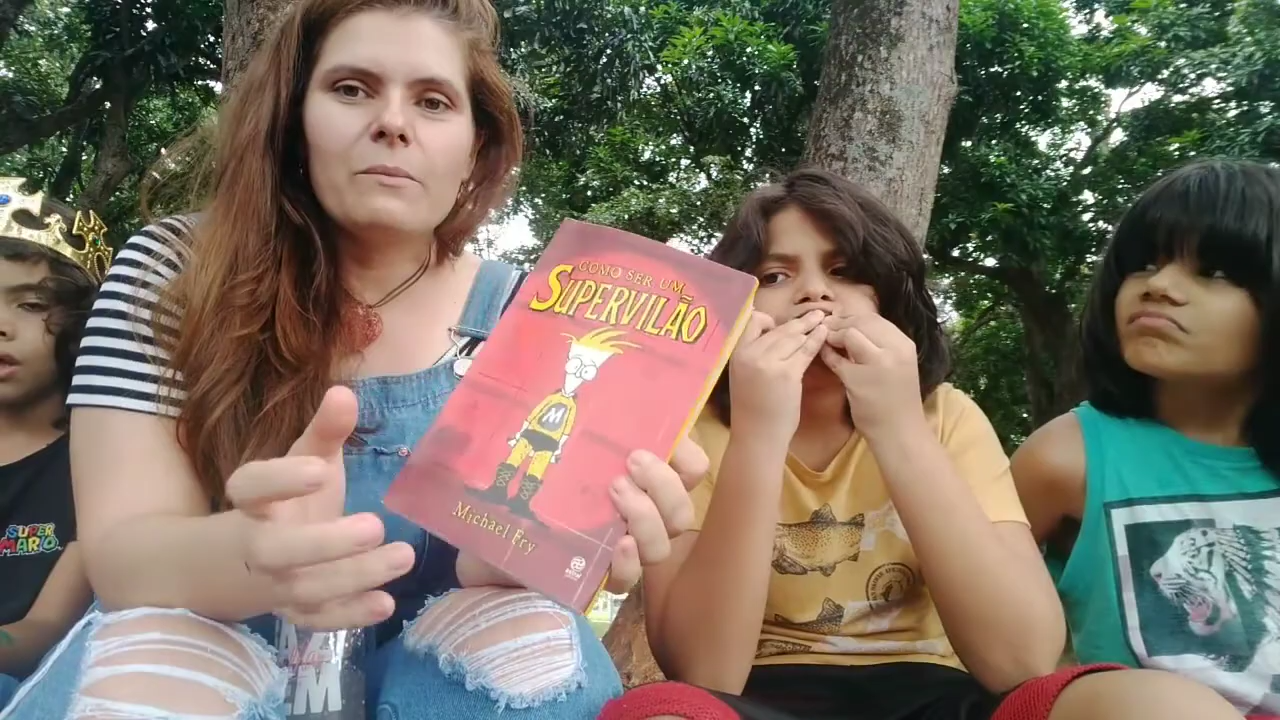 COMO SER UM
SUPERVILÃO
M
Michael Fry
SUPER
MARIO